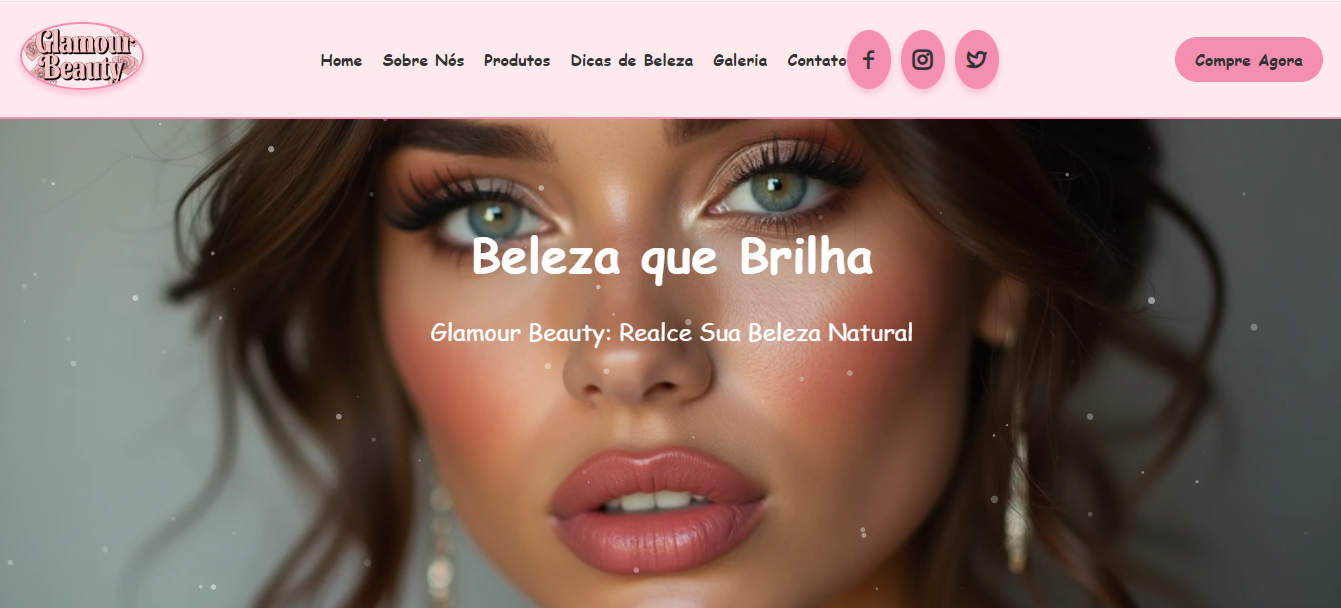 Glamour
Beauty
Home Sobre Nós Produtos Dicas de Beleza Galeria Contato
Compre Agora
Beleza que Brilha
Glamour Beauty: Realce Sua Beleza Natural